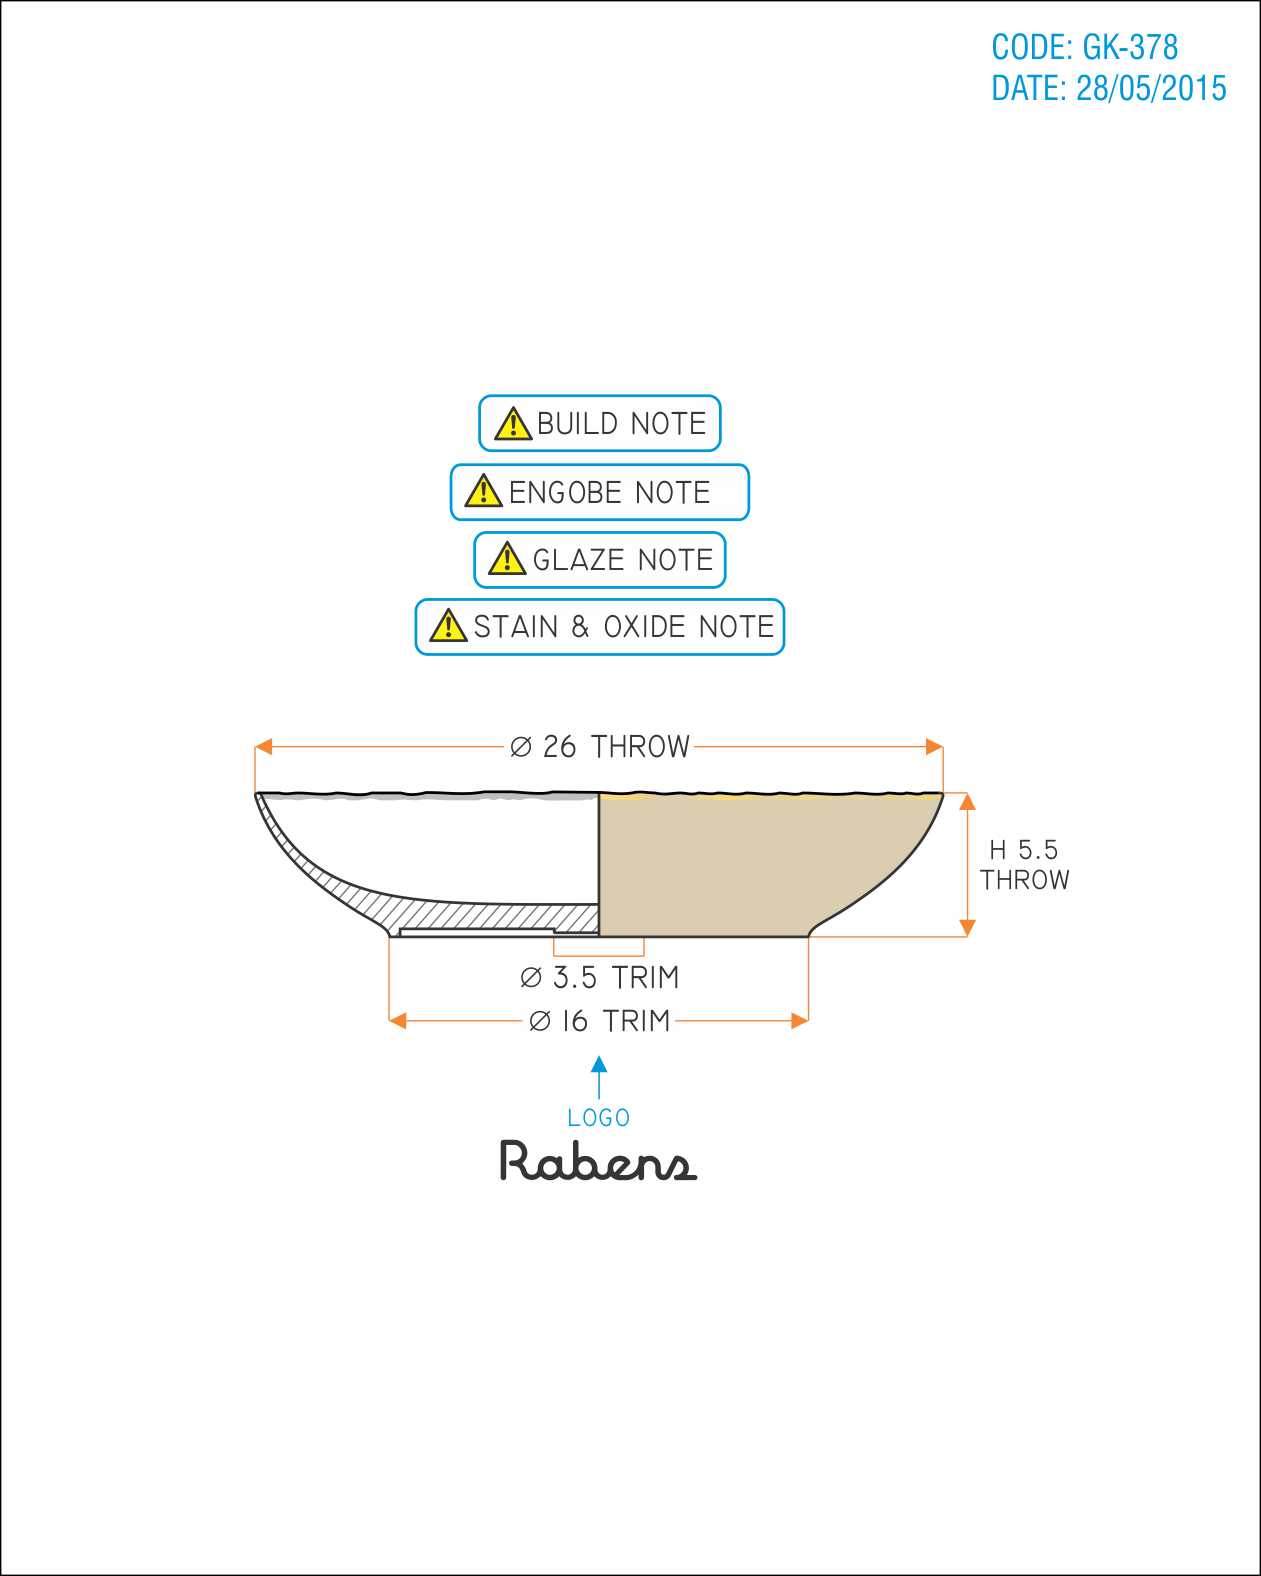 CODE: GK-378
DATE: 28/05/2015
BUILD NOTE
ENGOBE NOTE
GLAZE NOTE
STAIN & OXIDE NOTE
∅ 26 THROW
H 5.5
THROW
∅ 3.5 TRIM
∅ 16 TRIM
LOGO
Rabens